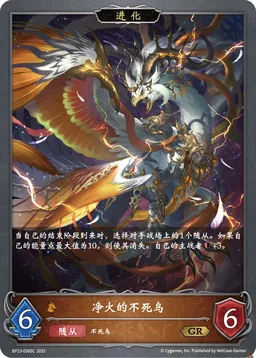 进化
当自己的结束阶段到来时，选择对手战场上的1个随从。如果自
己的能量点最大值为10，则使其消失。自己的主战者+3。
净火的不死鸟
6
随从
不死鸟
GR
6
BP13-058SC 2025
© Cygames, Inc. Published by NetEase Games